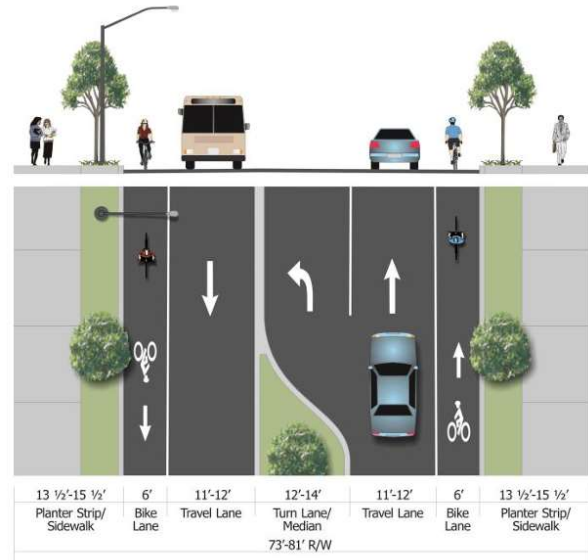 13 ½'-15 ½' 6' 11'-12' 12'-14' 11'-12' 6' 13 ½'-15 ½'
Planter Strip/ Bike Travel Lane Turn Lane/ Travel Lane Bike Planter Strip/
Sidewalk Lane Median Lane Sidewalk
73'-81' R/W